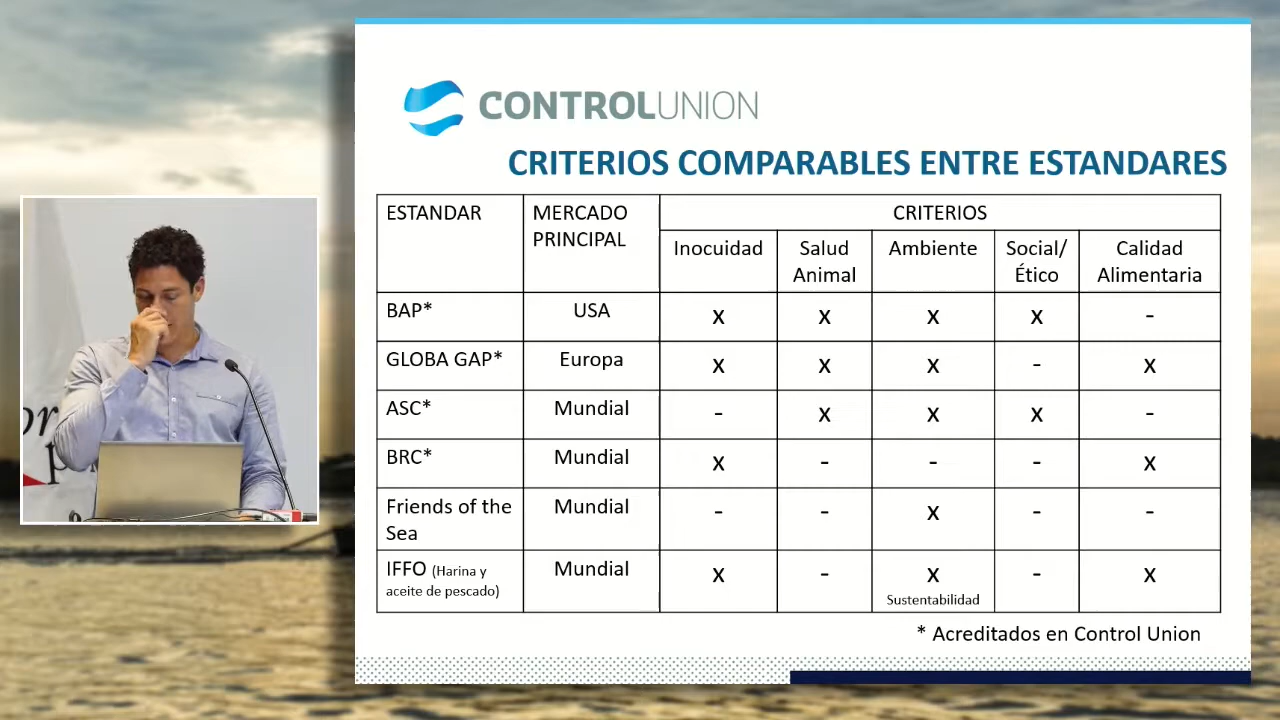 CONTROLUNION
CRITERIOS COMPARABLES ENTRE ESTANDARES
ESTANDAR MERCADO PRINCIPAL CRITERIOS
Inocuidad Salud Animal Ambiente Social/Ético Calidad Alimentaria
BAP* USA x x x x -
GLOBA GAP* Europa x x x - x
ASC* Mundial - x x x -
BRC* Mundial x - - - x
Friends of the Sea Mundial - - x - -
IFFO (Harina y aceite de pescado) Mundial x - x Sustentabilidad - x
* Acreditados en Control Union